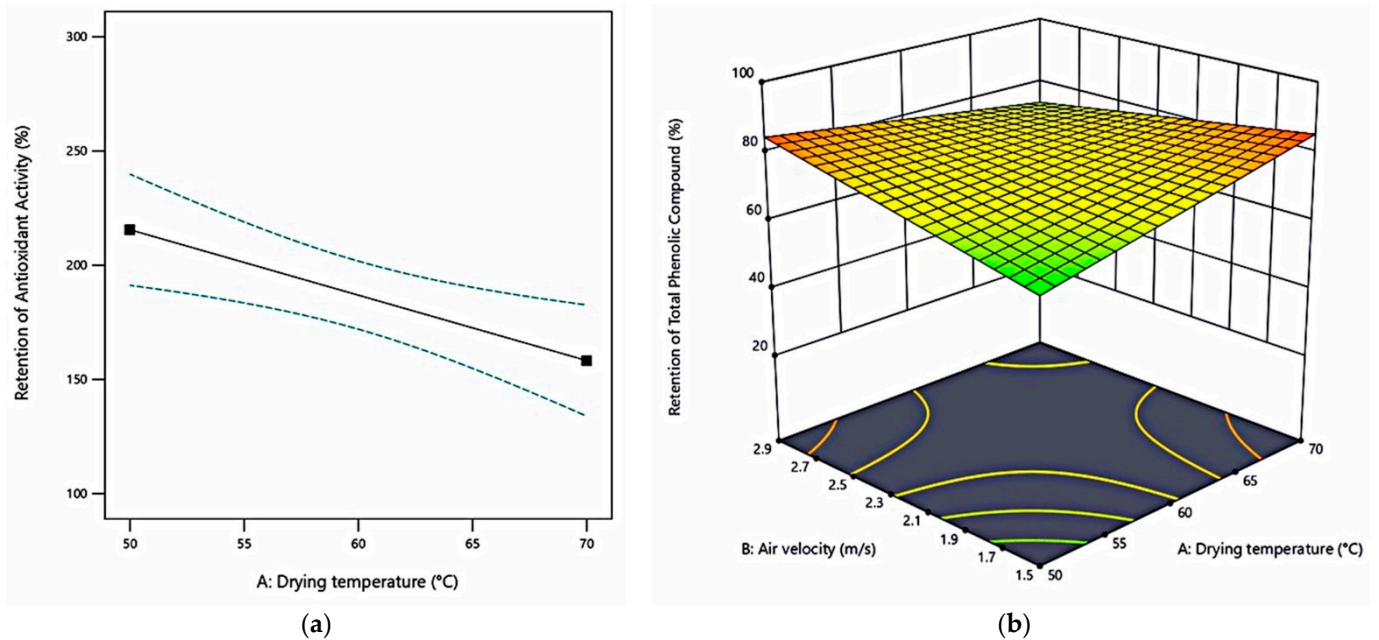 300
250
200
150
100
Retention of Antioxidant Activity (%)
50 55 60 65 70
A: Drying temperature (°C)
(a)
100
80
60
40
20
Retention of Total Phenolic Compound (%)
2.9
2.7
2.5
2.3
2.1
1.9
1.7
1.5
B: Air velocity (m/s)
50
55
60
65
70
A: Drying temperature (°C)
(b)